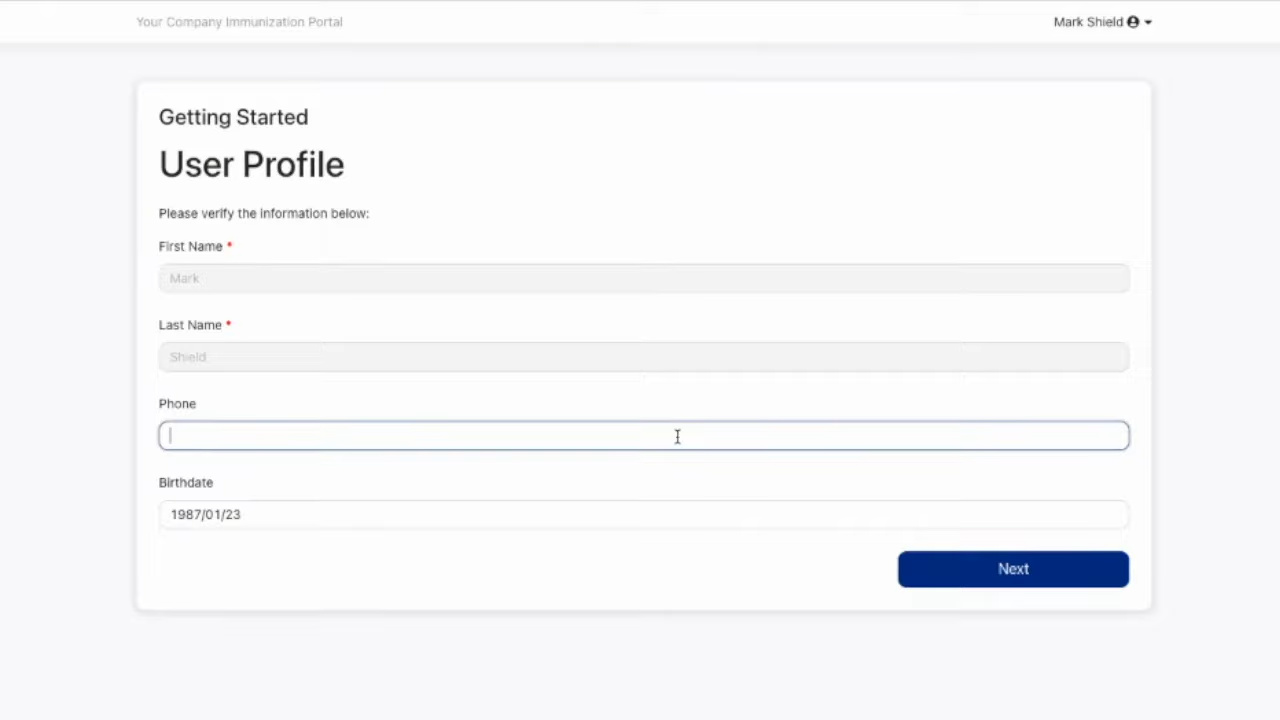 Your Company Immunization Portal
Mark Shield
Getting Started
User Profile
Please verify the information below:
First Name *
Mark
Last Name *
Shield
Phone
Birthdate
1987/01/23
Next